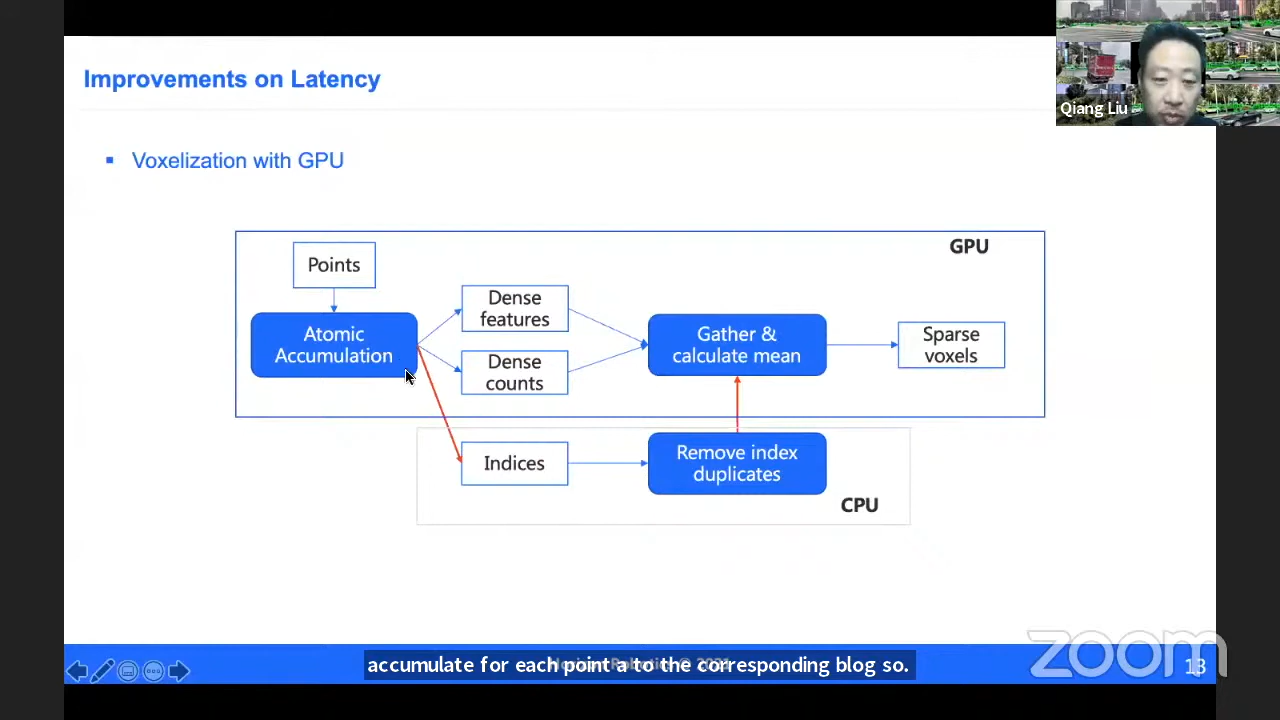 Improvements on Latency
Qiang Liu
Voxelization with GPU
GPU
Points
Dense
features
Atomic
Accumulation
Gather &
calculate mean
Sparse
voxels
Dense
counts
Indices
Remove index
duplicates
CPU
accumulate for each point a to the corresponding blog so.
zoom
13